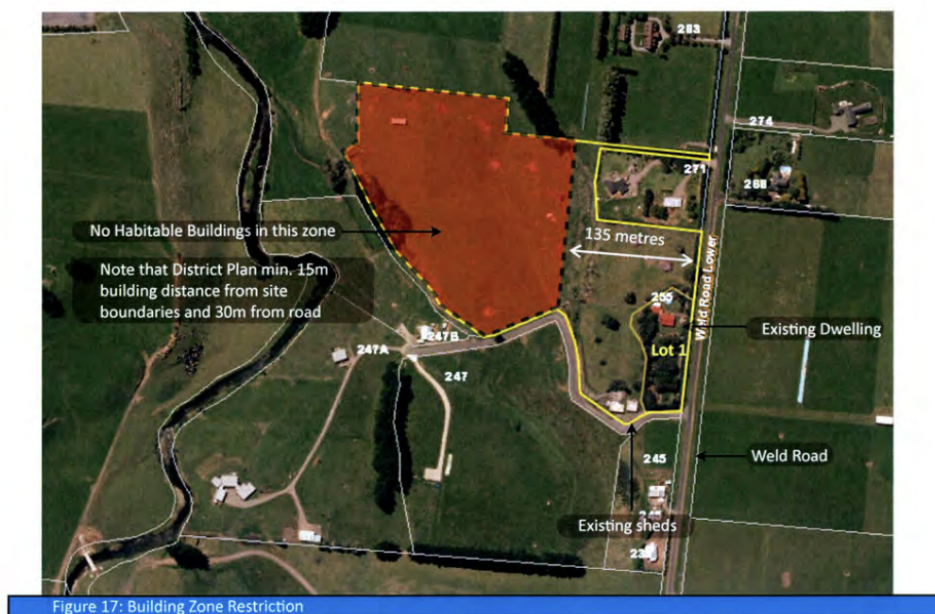 283
274
271
268
No Habitable Buildings in this zone
135 metres
Note that District Plan min. 15m
building distance from site
boundaries and 30m from road
Weld Road Lower
255
Existing Dwelling
247B
247A
Lot 1
247
245
Weld Road
Existing sheds
Figure 17: Building Zone Restriction